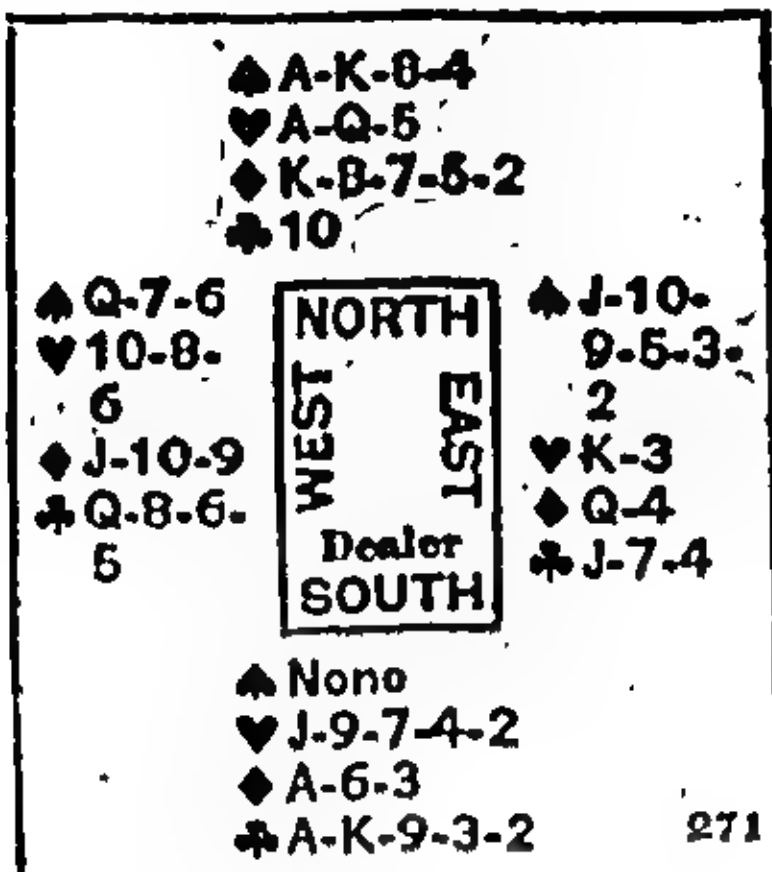 ♠ A-K-8-4
♥ A-Q-5
♦ K-8-7-5-2
♣ 10
♠ Q-7-6
♥ 10-8-
6
♦ J-10-9
♣ Q-8-6-
5
NORTH
WEST
EAST
Dealer
SOUTH
♠ J-10-
9-5-3-
2
♥ K-3
♦ Q-4
♣ J-7-4
♠ None
♥ J-9-7-4-2
♦ A-6-3
♣ A-K-9-3-2
271